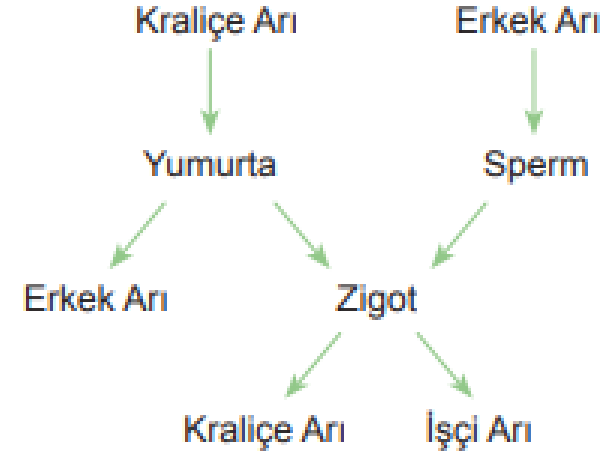 Kraliçe Arı
Erkek Arı
Yumurta
Sperm
Erkek Arı
Zigot
Kraliçe Arı
İşçi Arı